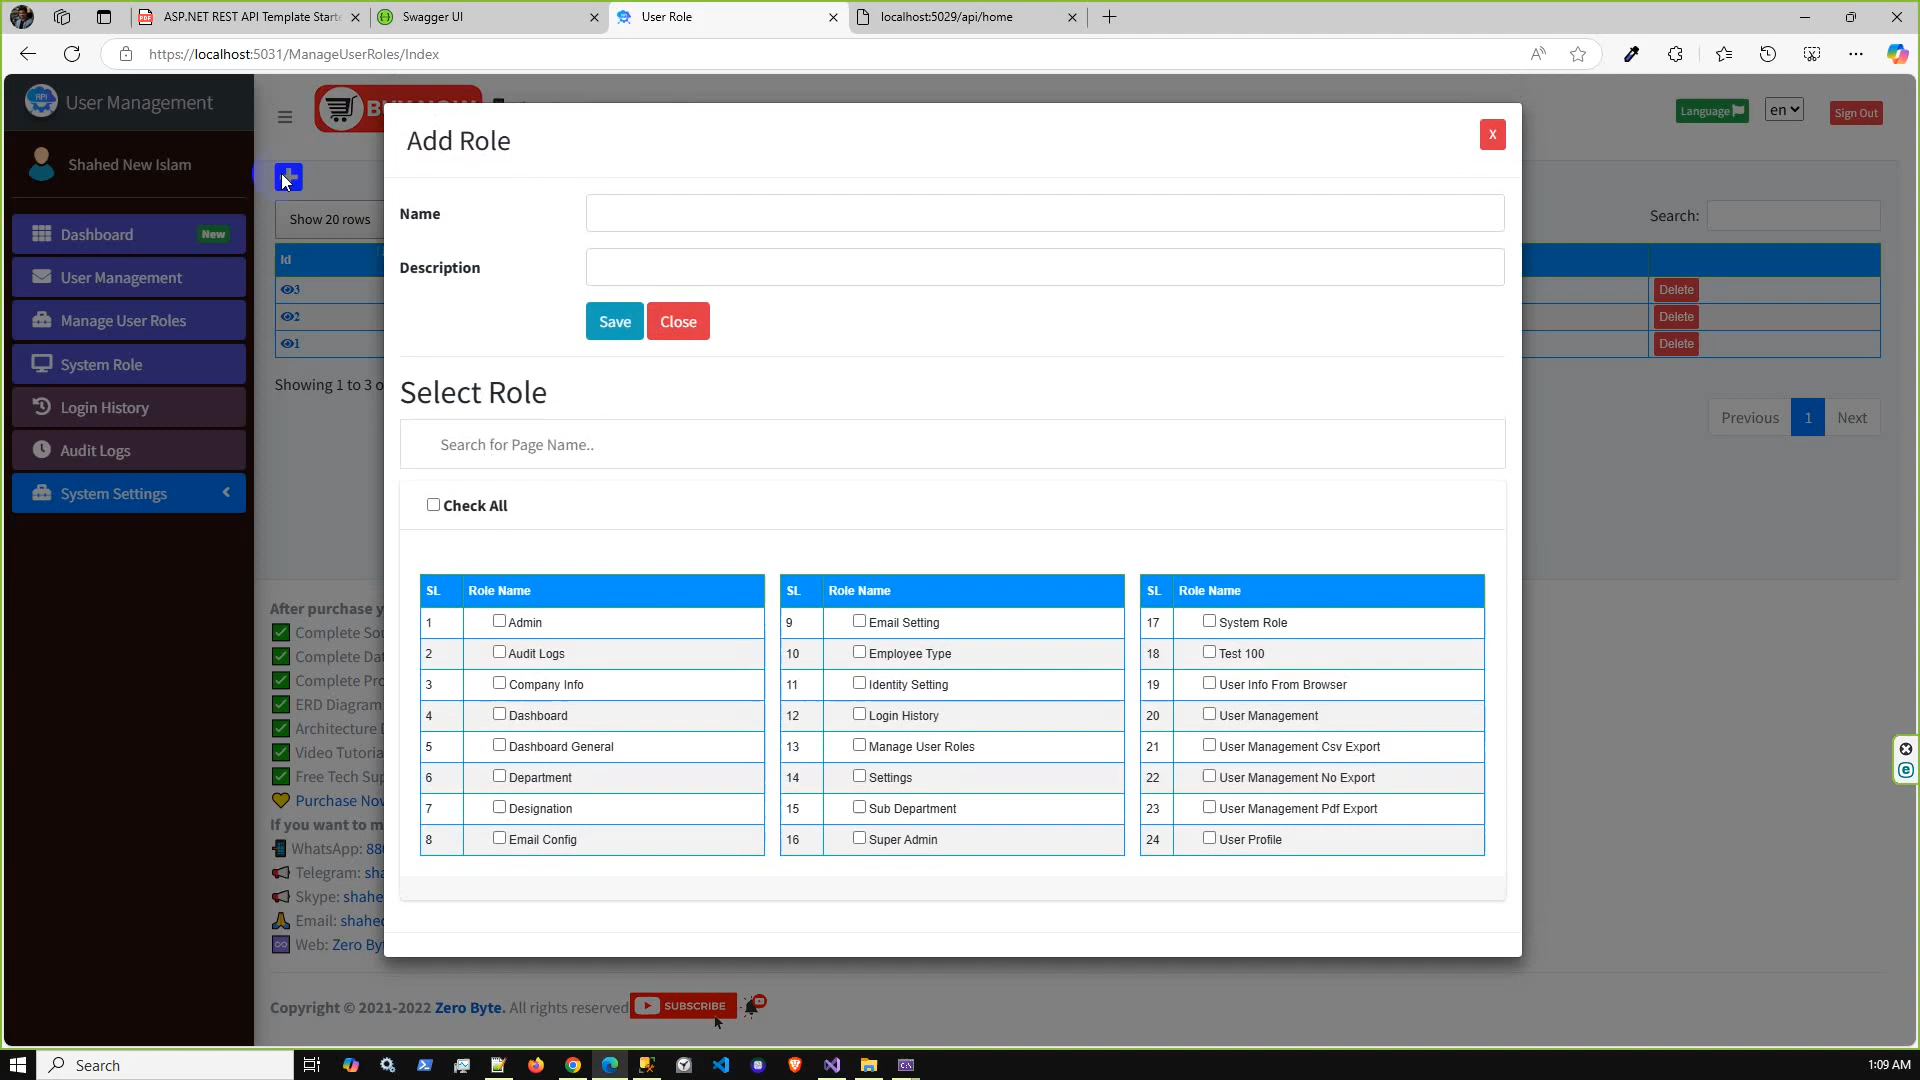 ASP.NET REST API Template Starte
Swagger UI
User Role
localhost:5029/api/home
https://localhost:5031/ManageUserRoles/Index
API
User Management
Language
en
Sign Out
Add Role
X
Shahed New Islam
Name
Show 20 rows
Search:
Dashboard New
Id
Description
User Management
3
Delete
Manage User Roles
2
Save
Close
Delete
1
Delete
System Role
Showing 1 to 3 o
Select Role
Login History
Previous
1
Next
Audit Logs
Search for Page Name..
System Settings
Check All
SL Role Name SL Role Name SL Role Name
1 Admin 9 Email Setting 17 System Role
2 Audit Logs 10 Employee Type 18 Test 100
3 Company Info 11 Identity Setting 19 User Info From Browser
4 Dashboard 12 Login History 20 User Management
5 Dashboard General 13 Manage User Roles 21 User Management Csv Export
6 Department 14 Settings 22 User Management No Export
7 Designation 15 Sub Department 23 User Management Pdf Export
8 Email Config 16 Super Admin 24 User Profile
After purchase y
Complete Sou
Complete Dat
Complete Pro
ERD Diagram
Architecture
Video Tutoria
Free Tech Sup
Purchase Nov
If you want to m
WhatsApp: 88
Telegram: sha
Skype: shahe
Email: shahed
Web: Zero By
Copyright © 2021-2022 Zero Byte. All rights reserved
SUBSCRIBE
Search
1:09 AM